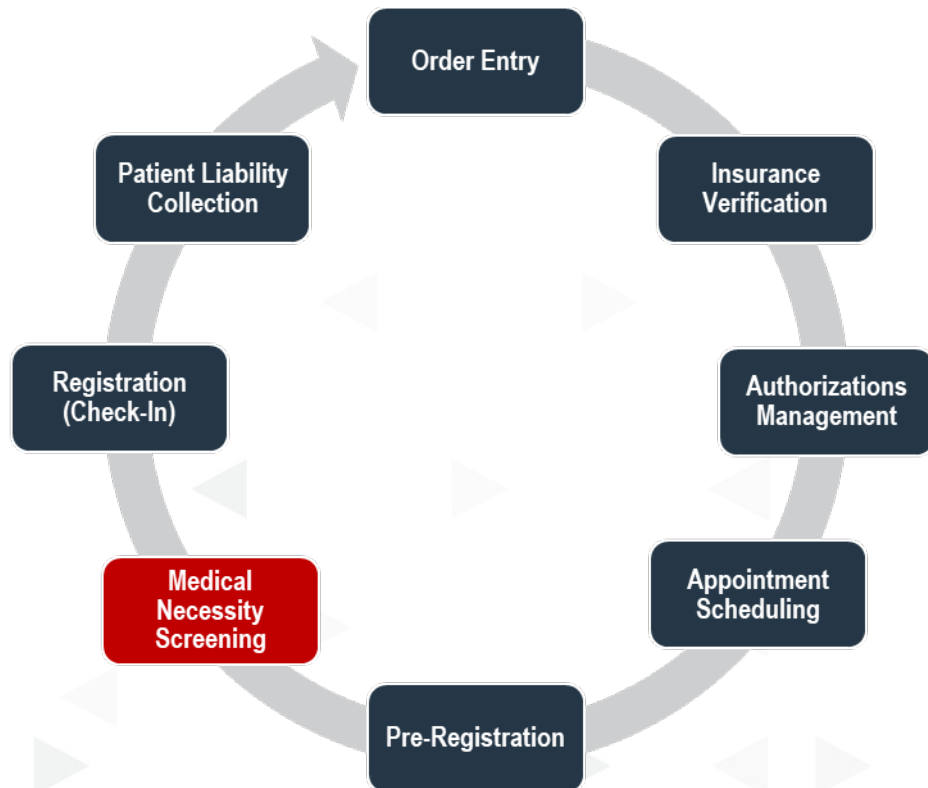 Order Entry
Insurance
Verification
Authorizations
Management
Appointment
Scheduling
Pre-Registration
Medical
Necessity
Screening
Registration
(Check-In)
Patient Liability
Collection